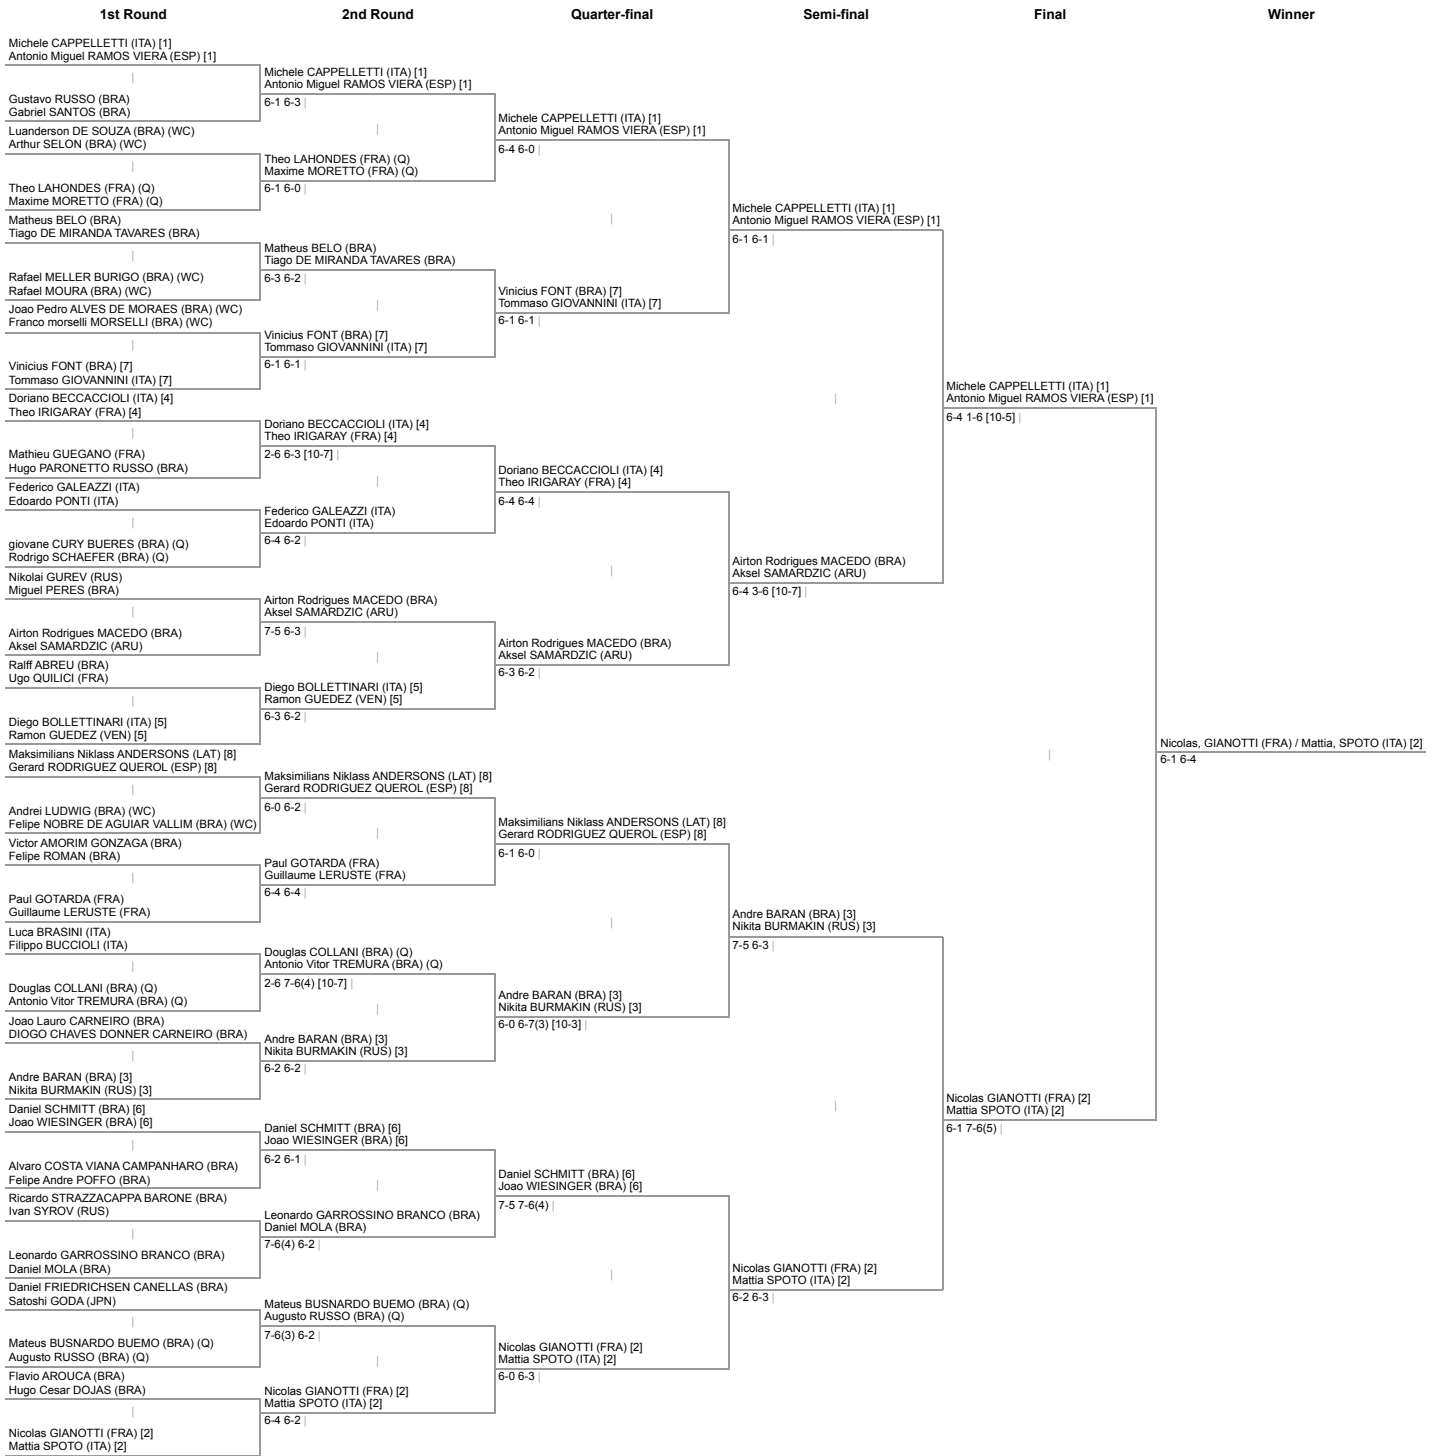 1st Round
2nd Round
Quarter-final
Semi-final
Final
Winner
Michele CAPPELLETTI (ITA) [1]
Antonio Miguel RAMOS VIERA (ESP) [1]
Gustavo RUSSO (BRA)
Gabriel SANTOS (BRA)
Luanderson DE SOUZA (BRA) (WC)
Arthur SELON (BRA) (WC)
Theo LAHONDES (FRA) (Q)
Maxime MORETTO (FRA) (Q)
Matheus BELO (BRA)
Tiago DE MIRANDA TAVARES (BRA)
Rafael MELLER BURIGO (BRA) (WC)
Rafael MOURA (BRA) (WC)
Joao Pedro ALVES DE MORAES (BRA) (WC)
Franco morselli MORSELLI (BRA) (WC)
Vinicius FONT (BRA) [7]
Tommaso GIOVANNINI (ITA) [7]
Doriano BECCACCIOLI (ITA) [4]
Theo IRIGARAY (FRA) [4]
Mathieu GUEGANO (FRA)
Hugo PARONETTO RUSSO (BRA)
Federico GALEAZZI (ITA)
Edoardo PONTI (ITA)
giovane CURY BUERES (BRA) (Q)
Rodrigo SCHAEFER (BRA) (Q)
Nikolai GUREV (RUS)
Miguel PERES (BRA)
Airton Rodrigues MACEDO (BRA)
Aksel SAMARDZIC (ARU)
Ralff ABREU (BRA)
Ugo QUILICI (FRA)
Diego BOLLETTINARI (ITA) [5]
Ramon GUEDEZ (VEN) [5]
Maksimilians Niklass ANDERSONS (LAT) [8]
Gerard RODRIGUEZ QUEROL (ESP) [8]
Andrei LUDWIG (BRA) (WC)
Felipe NOBRE DE AGUIAR VALLIM (BRA) (WC)
Victor AMORIM GONZAGA (BRA)
Felipe ROMAN (BRA)
Paul GOTARDA (FRA)
Guillaume LERUSTE (FRA)
Luca BRASINI (ITA)
Filippo BUCCIOLI (ITA)
Douglas COLLANI (BRA) (Q)
Antonio Vitor TREMURA (BRA) (Q)
Joao Lauro CARNEIRO (BRA)
DIOGO CHAVES DONNER CARNEIRO (BRA)
Andre BARAN (BRA) [3]
Nikita BURMAKIN (RUS) [3]
Daniel SCHMITT (BRA) [6]
Joao WIESINGER (BRA) [6]
Alvaro COSTA VIANA CAMPANHARO (BRA)
Felipe Andre POFFO (BRA)
Ricardo STRAZZACAPPA BARONE (BRA)
Ivan SYROV (RUS)
Leonardo GARROSSINO BRANCO (BRA)
Daniel MOLA (BRA)
Daniel FRIEDRICHSEN CANELLAS (BRA)
Satoshi GODA (JPN)
Mateus BUSNARDO BUEMO (BRA) (Q)
Augusto RUSSO (BRA) (Q)
Flavio AROUCA (BRA)
Hugo Cesar DOJAS (BRA)
Nicolas GIANOTTI (FRA) [2]
Mattia SPOTO (ITA) [2]
Michele CAPPELLETTI (ITA) [1]
Antonio Miguel RAMOS VIERA (ESP) [1]
6-1 6-3 |
Theo LAHONDES (FRA) (Q)
Maxime MORETTO (FRA) (Q)
6-1 6-0 |
Matheus BELO (BRA)
Tiago DE MIRANDA TAVARES (BRA)
6-3 6-2 |
Vinicius FONT (BRA) [7]
Tommaso GIOVANNINI (ITA) [7]
6-1 6-1 |
Doriano BECCACCIOLI (ITA) [4]
Theo IRIGARAY (FRA) [4]
2-6 6-3 [10-7] |
Federico GALEAZZI (ITA)
Edoardo PONTI (ITA)
6-4 6-2 |
Airton Rodrigues MACEDO (BRA)
Aksel SAMARDZIC (ARU)
7-5 6-3 |
Diego BOLLETTINARI (ITA) [5]
Ramon GUEDEZ (VEN) [5]
6-3 6-2 |
Maksimilians Niklass ANDERSONS (LAT) [8]
Gerard RODRIGUEZ QUEROL (ESP) [8]
6-0 6-2 |
Paul GOTARDA (FRA)
Guillaume LERUSTE (FRA)
6-4 6-4 |
Douglas COLLANI (BRA) (Q)
Antonio Vitor TREMURA (BRA) (Q)
2-6 7-6(4) [10-7] |
Andre BARAN (BRA) [3]
Nikita BURMAKIN (RUS) [3]
6-2 6-2 |
Daniel SCHMITT (BRA) [6]
Joao WIESINGER (BRA) [6]
6-2 6-1 |
Leonardo GARROSSINO BRANCO (BRA)
Daniel MOLA (BRA)
7-6(4) 6-2 |
Mateus BUSNARDO BUEMO (BRA) (Q)
Augusto RUSSO (BRA) (Q)
7-6(3) 6-2 |
Nicolas GIANOTTI (FRA) [2]
Mattia SPOTO (ITA) [2]
6-4 6-2 |
Michele CAPPELLETTI (ITA) [1]
Antonio Miguel RAMOS VIERA (ESP) [1]
6-4 6-0 |
Vinicius FONT (BRA) [7]
Tommaso GIOVANNINI (ITA) [7]
6-1 6-1 |
Doriano BECCACCIOLI (ITA) [4]
Theo IRIGARAY (FRA) [4]
6-4 6-4 |
Airton Rodrigues MACEDO (BRA)
Aksel SAMARDZIC (ARU)
6-3 6-2 |
Maksimilians Niklass ANDERSONS (LAT) [8]
Gerard RODRIGUEZ QUEROL (ESP) [8]
6-1 6-0 |
Andre BARAN (BRA) [3]
Nikita BURMAKIN (RUS) [3]
6-0 6-7(3) [10-3] |
Daniel SCHMITT (BRA) [6]
Joao WIESINGER (BRA) [6]
7-5 7-6(4) |
Nicolas GIANOTTI (FRA) [2]
Mattia SPOTO (ITA) [2]
6-0 6-3 |
Michele CAPPELLETTI (ITA) [1]
Antonio Miguel RAMOS VIERA (ESP) [1]
6-1 6-1 |
Airton Rodrigues MACEDO (BRA)
Aksel SAMARDZIC (ARU)
6-4 3-6 [10-7] |
Andre BARAN (BRA) [3]
Nikita BURMAKIN (RUS) [3]
7-5 6-3 |
Nicolas GIANOTTI (FRA) [2]
Mattia SPOTO (ITA) [2]
6-2 6-3 |
Michele CAPPELLETTI (ITA) [1]
Antonio Miguel RAMOS VIERA (ESP) [1]
6-4 1-6 [10-5] |
Nicolas GIANOTTI (FRA) [2]
Mattia SPOTO (ITA) [2]
6-1 7-6(5) |
Nicolas, GIANOTTI (FRA) / Mattia, SPOTO (ITA) [2]
6-1 6-4